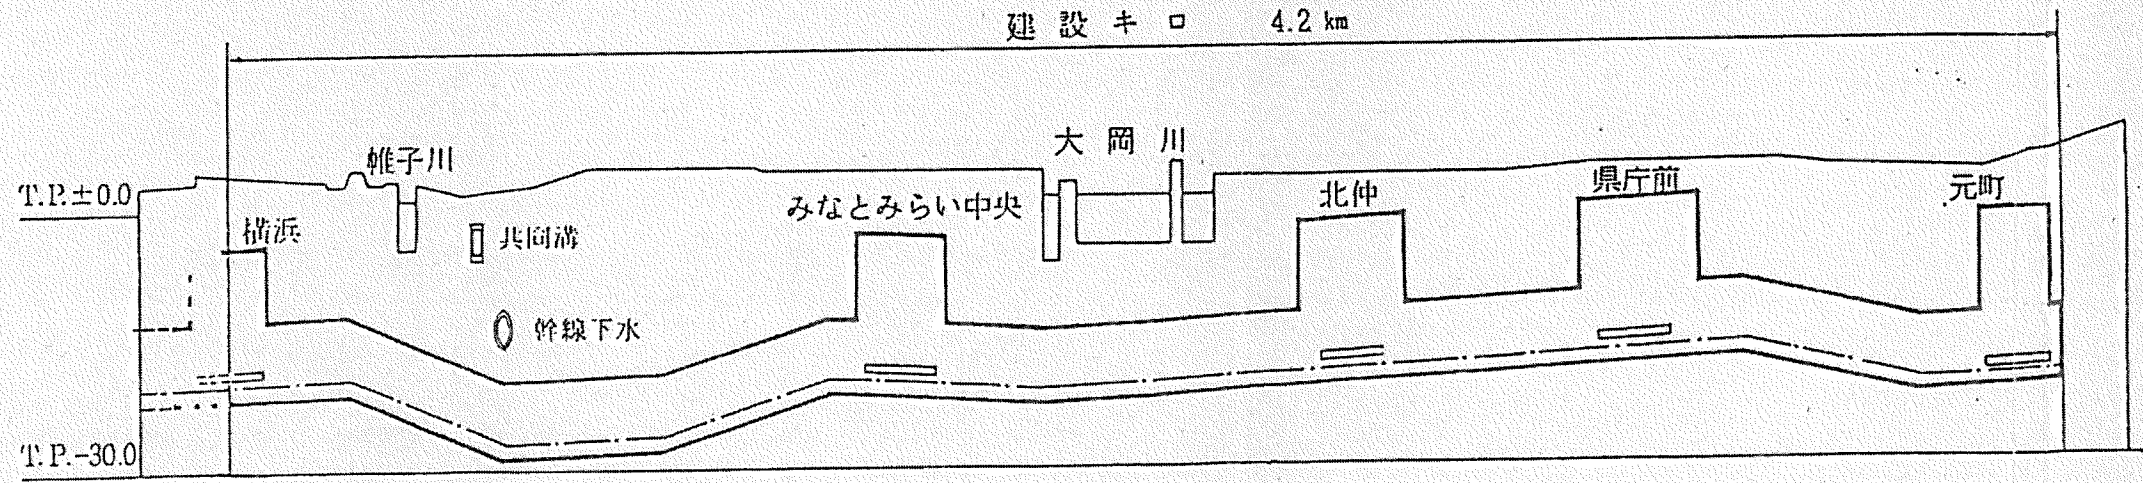 建設キロ 4.2 km
大岡川
帷子川
T.P.±0.0
みなとみらい中央
北仲
県庁前
元町
横浜
共同溝
幹線下水
T.P.-30.0